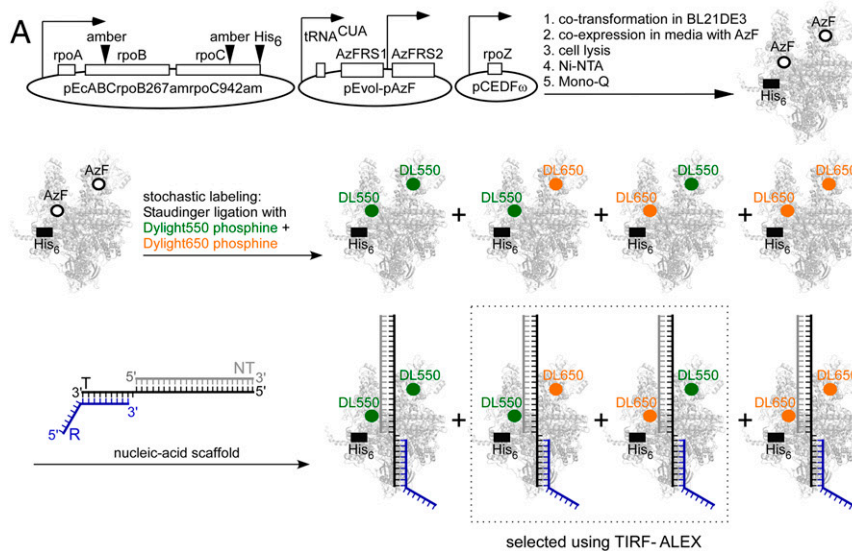 A
amber
amber His6
rpoA
rpoB
rpoC
pEcABCrpoB267amrpoC942am
tRNACUA
AzFRS1
AzFRS2
pEvol-pAzF
rpoZ
pCEDFω
1. co-transformation in BL21DE3
2. co-expression in media with AzF
3. cell lysis
4. Ni-NTA
5. Mono-Q
AzF
AzF
His6
AzF
AzF
His6
stochastic labeling:
Staudinger ligation with
Dylight550 phosphine +
Dylight650 phosphine
DL550
DL550
His6
+
DL650
DL550
His6
+
DL550
DL650
His6
+
DL650
DL650
His6
T
5'
NT
3'
3'
5'
3'
5'
R
nucleic-acid scaffold
DL550
DL550
His6
+
DL650
DL550
His6
+
DL550
DL650
His6
+
DL650
DL650
His6
selected using TIRF- ALEX